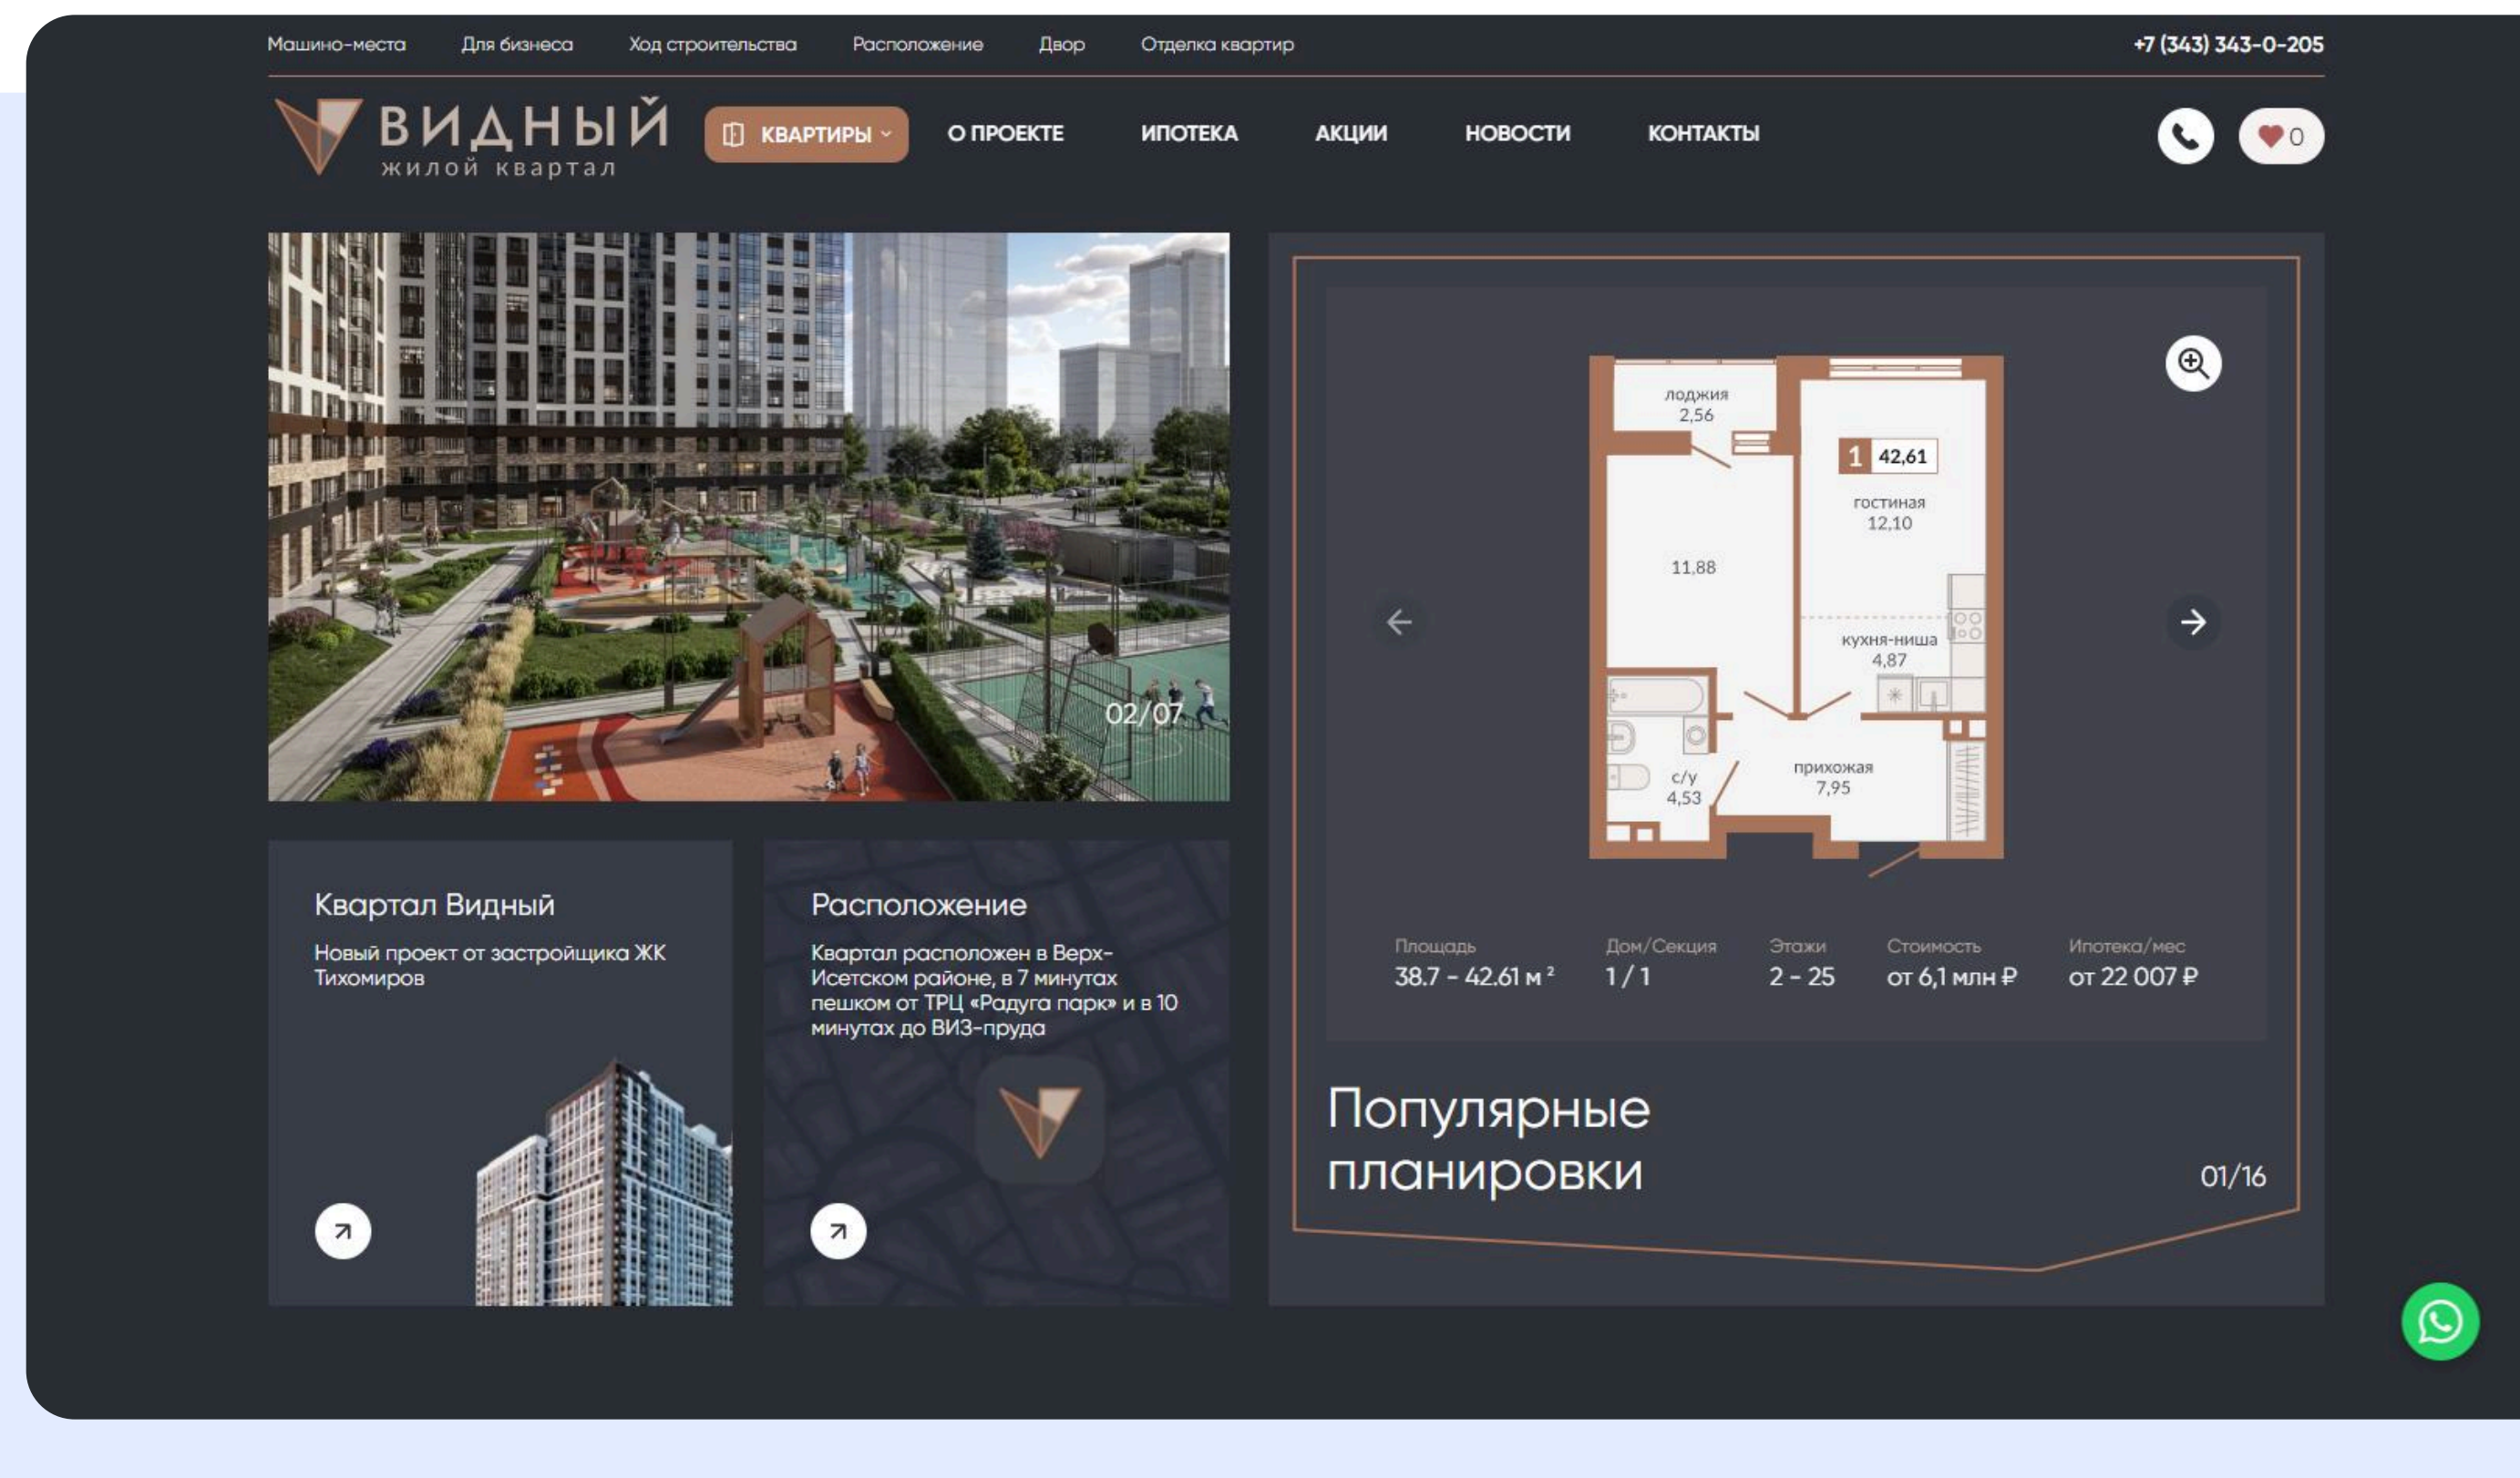 Машино-места Для бизнеса Ход строительства Расположение Двор Отделка квартир +7 (343) 343-0-205
ВИДНЫЙ
жилой квартал
КВАРТИРЫ О ПРОЕКТЕ ИПОТЕКА АКЦИИ НОВОСТИ КОНТАКТЫ 0
02/07
Квартал Видный
Новый проект от застройщика ЖК
Тихомиров
Расположение
Квартал расположен в Верх-
Исетском районе, в 7 минутах
пешком от ТРЦ «Радуга парк» и в 10
минутах до ВИЗ-пруда
лоджия
2,56
1 42,61
гостиная
12,10
11,88
кухня-ниша
4,87
с/у
4,53
прихожая
7,95
Площадь Дом/Секция Этажи Стоимость Ипотека/мес
38.7 - 42.61 м ² 1 / 1 2 - 25 от 6,1 млн ₽ от 22 007 ₽
Популярные
планировки
01/16